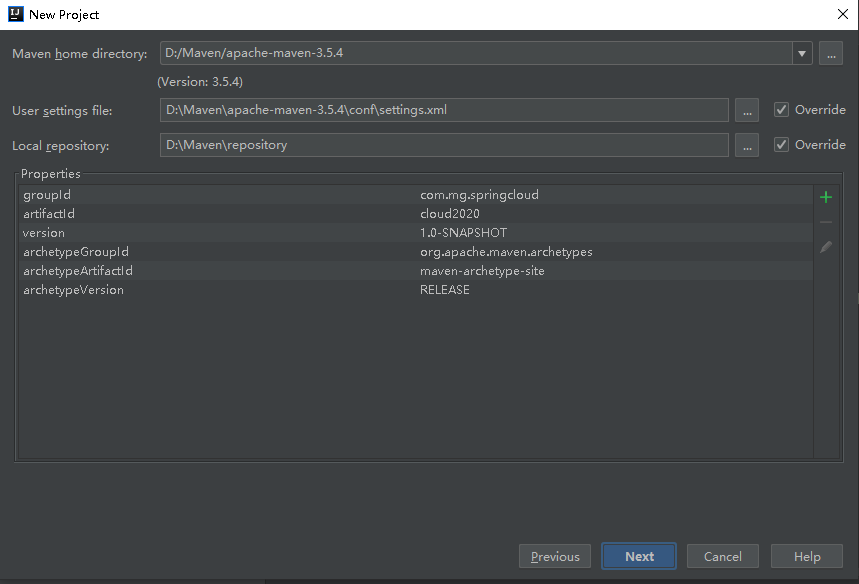 New Project
Maven home directory: D:/Maven/apache-maven-3.5.4 ...
(Version: 3.5.4)
User settings file: D:\Maven\apache-maven-3.5.4\conf\settings.xml ... Override
Local repository: D:\Maven\repository ... Override
Properties
groupId com.mg.springcloud
artifactId cloud2020
version 1.0-SNAPSHOT
archetypeGroupId org.apache.maven.archetypes
archetypeArtifactId maven-archetype-site
archetypeVersion RELEASE
Previous Next Cancel Help